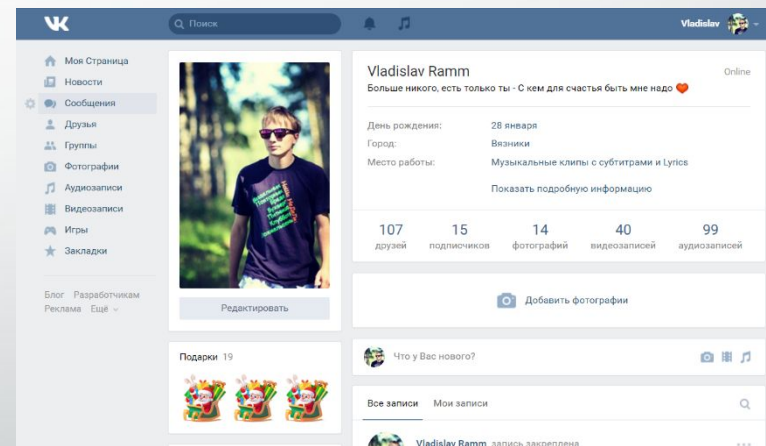 Поиск
Vladislav
Моя Страница
Новости
Сообщения
Друзья
Группы
Фотографии
Аудиозаписи
Видеозаписи
Игры
Закладки
Блог Разработчикам
Реклама Ещё
Редактировать
Подарки 19
Vladislav Ramm
Online
Больше никого, есть только ты - С кем для счастья быть мне надо
День рождения: 28 января
Город: Вязники
Место работы: Музыкальные клипы с субтитрами и Lyrics
Показать подробную информацию
107 15 14 40 99
друзей подписчиков фотографий видеозаписей аудиозаписей
Добавить фотографии
Что у Вас нового?
Все записи Мои записи
Vladislav Ramm запись закреплена